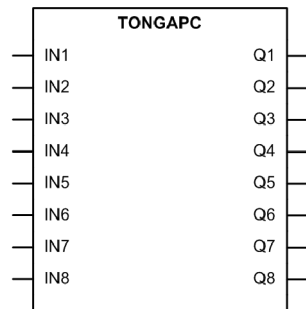 TONGAPC
IN1 Q1
IN2 Q2
IN3 Q3
IN4 Q4
IN5 Q5
IN6 Q6
IN7 Q7
IN8 Q8